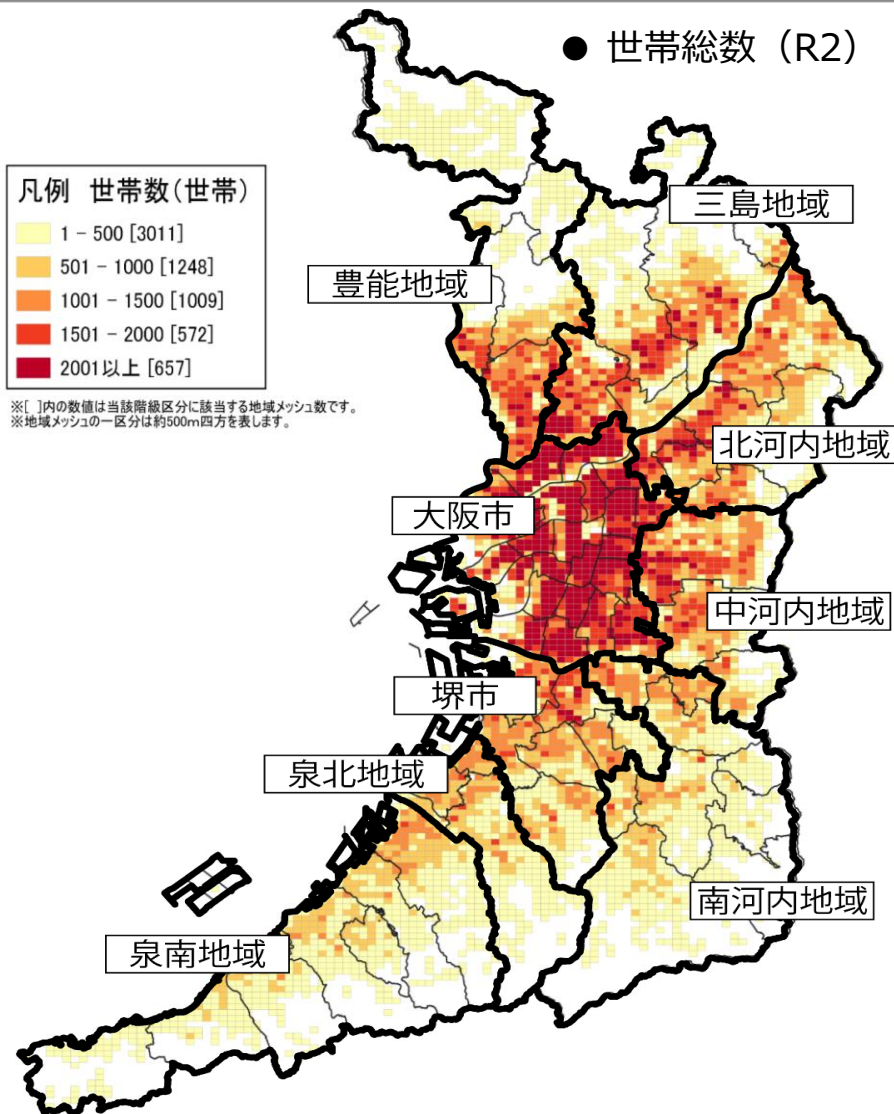 ● 世帯総数（R2）
凡例 世帯数(世帯)
1 － 500 [3011]
501 － 1000 [1248]
1001 － 1500 [1009]
1501 － 2000 [572]
2001以上 [657]
※[ ]内の数値は当該階級区分に該当する地域メッシュ数です。
※地域メッシュの一区分は約500m四方を表します。
三島地域
豊能地域
北河内地域
大阪市
中河内地域
堺市
泉北地域
南河内地域
泉南地域